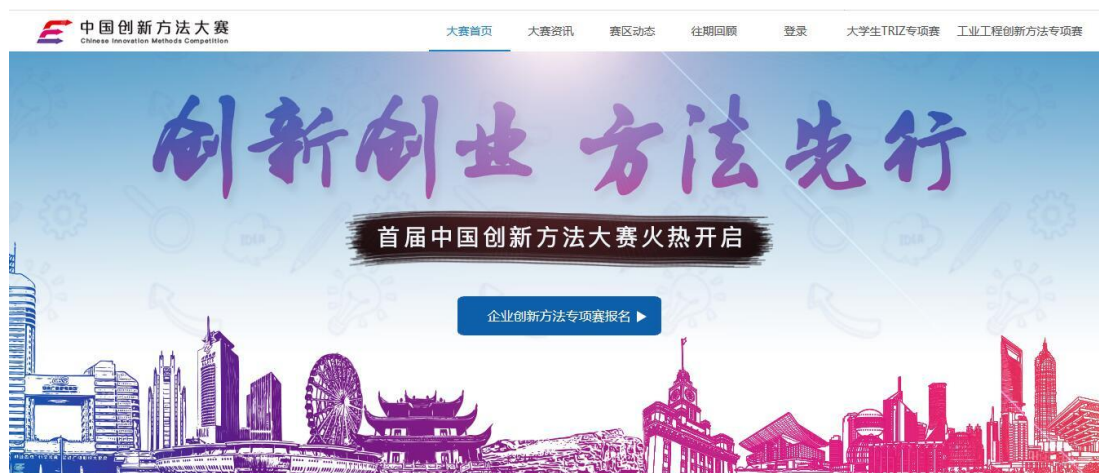 中国创新方法大赛
Chinese Innovation Methods Competition
大赛首页 大赛资讯 赛区动态 往期回顾 登录 大学生TRIZ专项赛 工业工程创新方法专项赛
创新创业 方法先行
首届中国创新方法大赛火热开启
企业创新方法专项赛报名